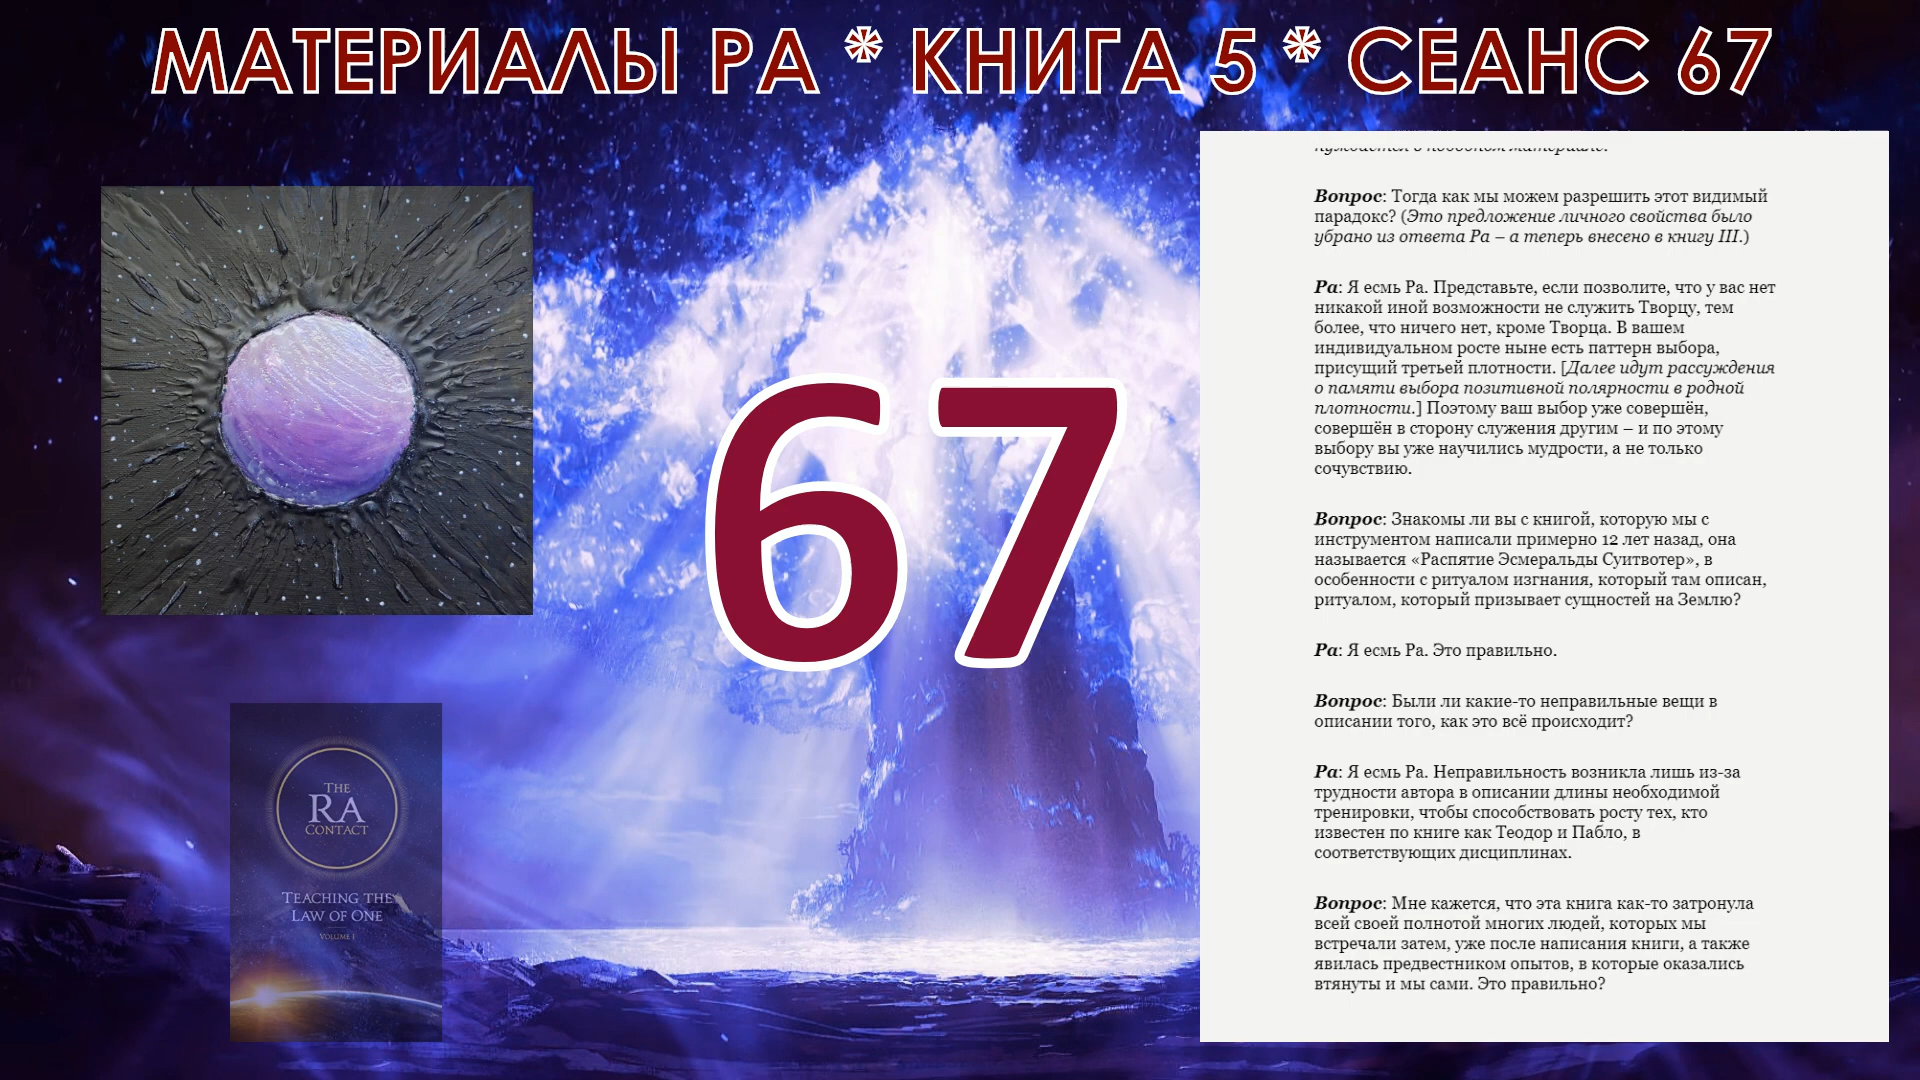 МАТЕРИАЛЫ РА * КНИГА 5 * СЕАНС 67
67
THE
RA
CONTACT
TEACHING THE
LAW OF ONE
VOLUME I
Вопрос: Тогда как мы можем разрешить этот видимый
парадокс? (Это предложение личного свойства было
убрано из ответа Ра – а теперь внесено в книгу III.)
Ра: Я есмь Ра. Представьте, если позволите, что у вас нет
никакой иной возможности не служить Творцу, тем
более, что ничего нет, кроме Творца. В вашем
индивидуальном росте ныне есть паттерн выбора,
присущий третьей плотности. [Далее идут рассуждения
о памяти выбора позитивной полярности в родной
плотности.] Поэтому ваш выбор уже совершён,
совершён в сторону служения другим – и по этому
выбору вы уже научились мудрости, а не только
сочувствию.
Вопрос: Знакомы ли вы с книгой, которую мы с
инструментом написали примерно 12 лет назад, она
называется «Распятие Эсмеральды Суитвотер», в
особенности с ритуалом изгнания, который там описан,
ритуалом, который призывает сущностей на Землю?
Ра: Я есмь Ра. Это правильно.
Вопрос: Были ли какие-то неправильные вещи в
описании того, как это всё происходит?
Ра: Я есмь Ра. Неправильность возникла лишь из-за
трудности автора в описании длины необходимой
тренировки, чтобы способствовать росту тех, кто
известен по книге как Теодор и Пабло, в
соответствующих дисциплинах.
Вопрос: Мне кажется, что эта книга как-то затронула
всей своей полнотой многих людей, которых мы
встречали затем, уже после написания книги, а также
явилась предвестником опытов, в которые оказались
втянуты и мы сами. Это правильно?